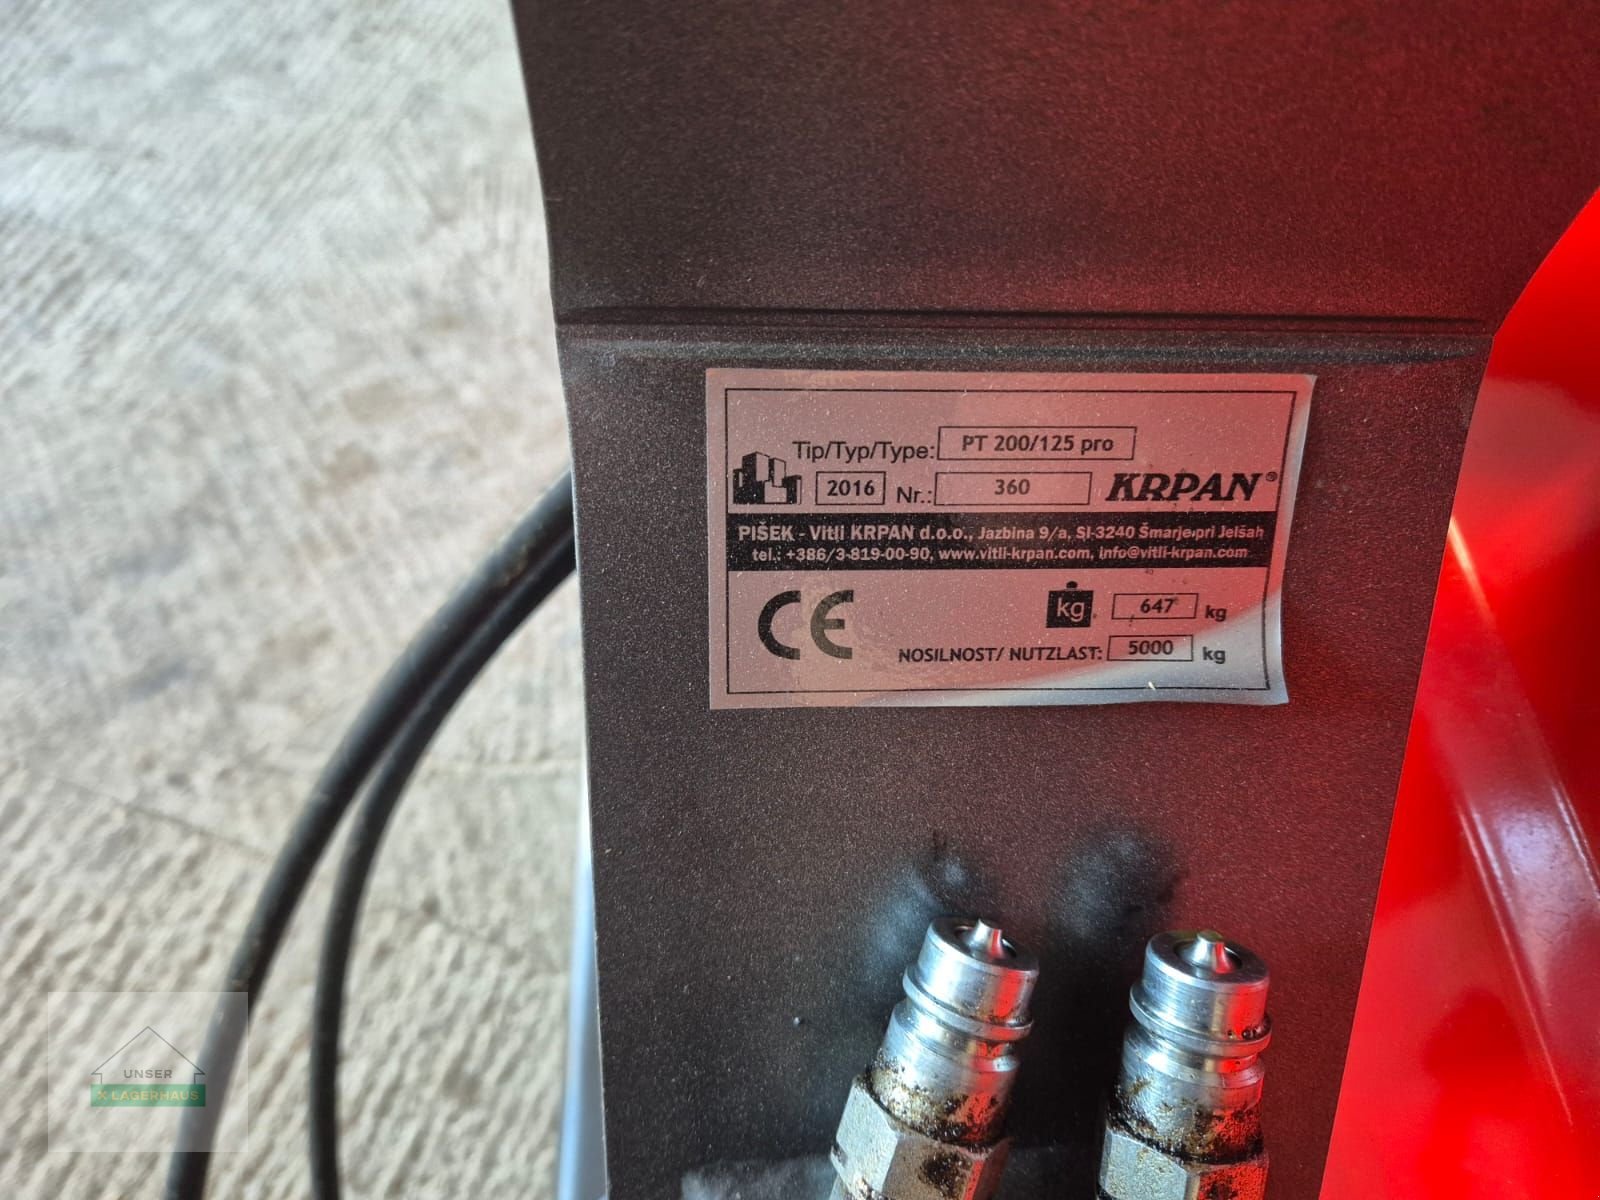 Tip/Typ/Type: PT 200/125 pro
2016 Nr.: 360 KRPAN®
PIŠEK - Vitli KRPAN d.o.o., Jazbina 9/a, SI-3240 Šmarje pri Jelšah
tel.: +386/3-819-00-90, www.vitli-krpan.com, info@vitli-krpan.com
CE kg 647 kg
NOSILNOST/ NUTZLAST: 5000 kg
UNSER
X LAGERHAUS